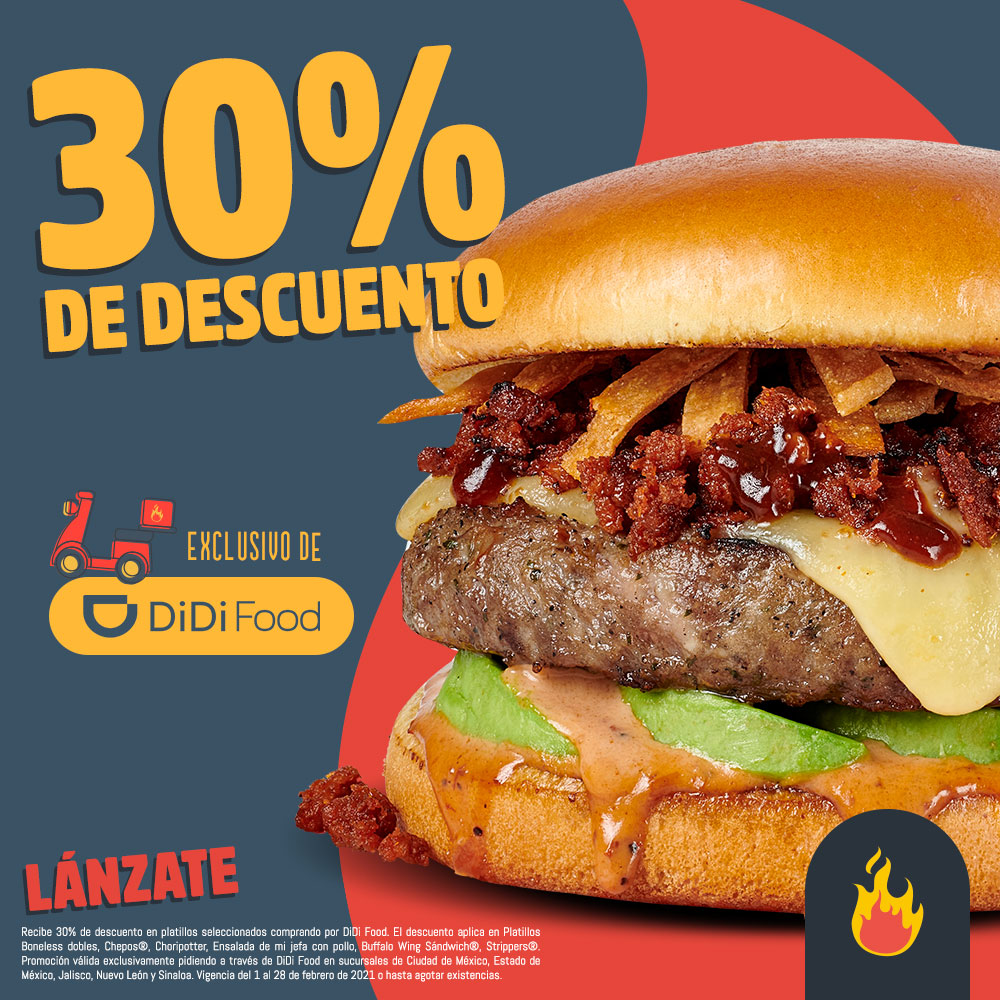 30%
DE DESCUENTO
EXCLUSIVO DE
DiDi Food
LÁNZATE
Recibe 30% de descuento en platillos seleccionados comprando por DiDi Food. El descuento aplica en Platillos
Boneless dobles, Chepos®, Choripotter, Ensalada de mi jefa con pollo, Buffalo Wing Sándwich®, Strippers®.
Promoción válida exclusivamente pidiendo a través de DiDi Food en sucursales de Ciudad de México, Estado de
México, Jalisco, Nuevo León y Sinaloa. Vigencia del 1 al 28 de febrero de 2021 o hasta agotar existencias.